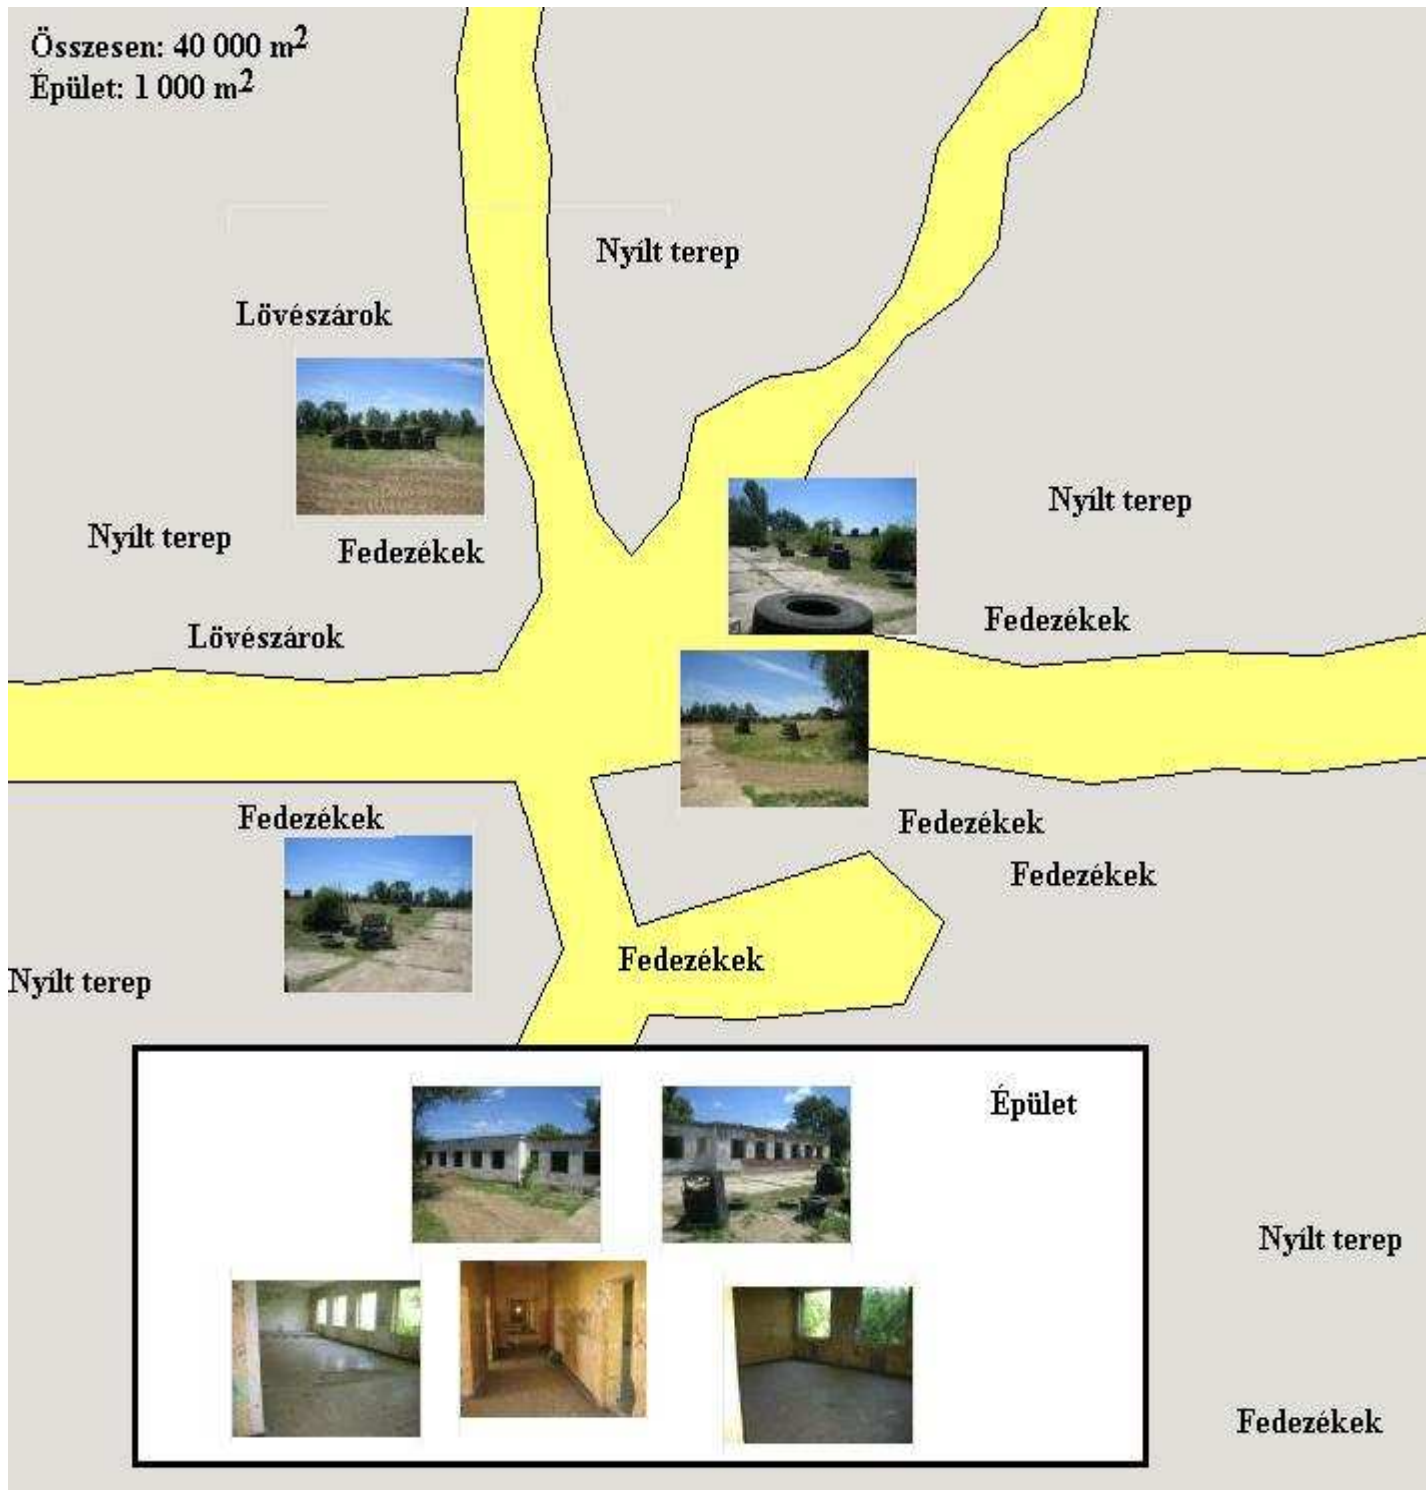 Összesen: 40 000 m²
Épület: 1 000 m²
Nyílt terep
Lövészárok
Nyílt terep
Nyílt terep
Fedezékek
Fedezékek
Lövészárok
Fedezékek
Fedezékek
Fedezékek
Fedezékek
Nyílt terep
Épület
Nyílt terep
Fedezékek